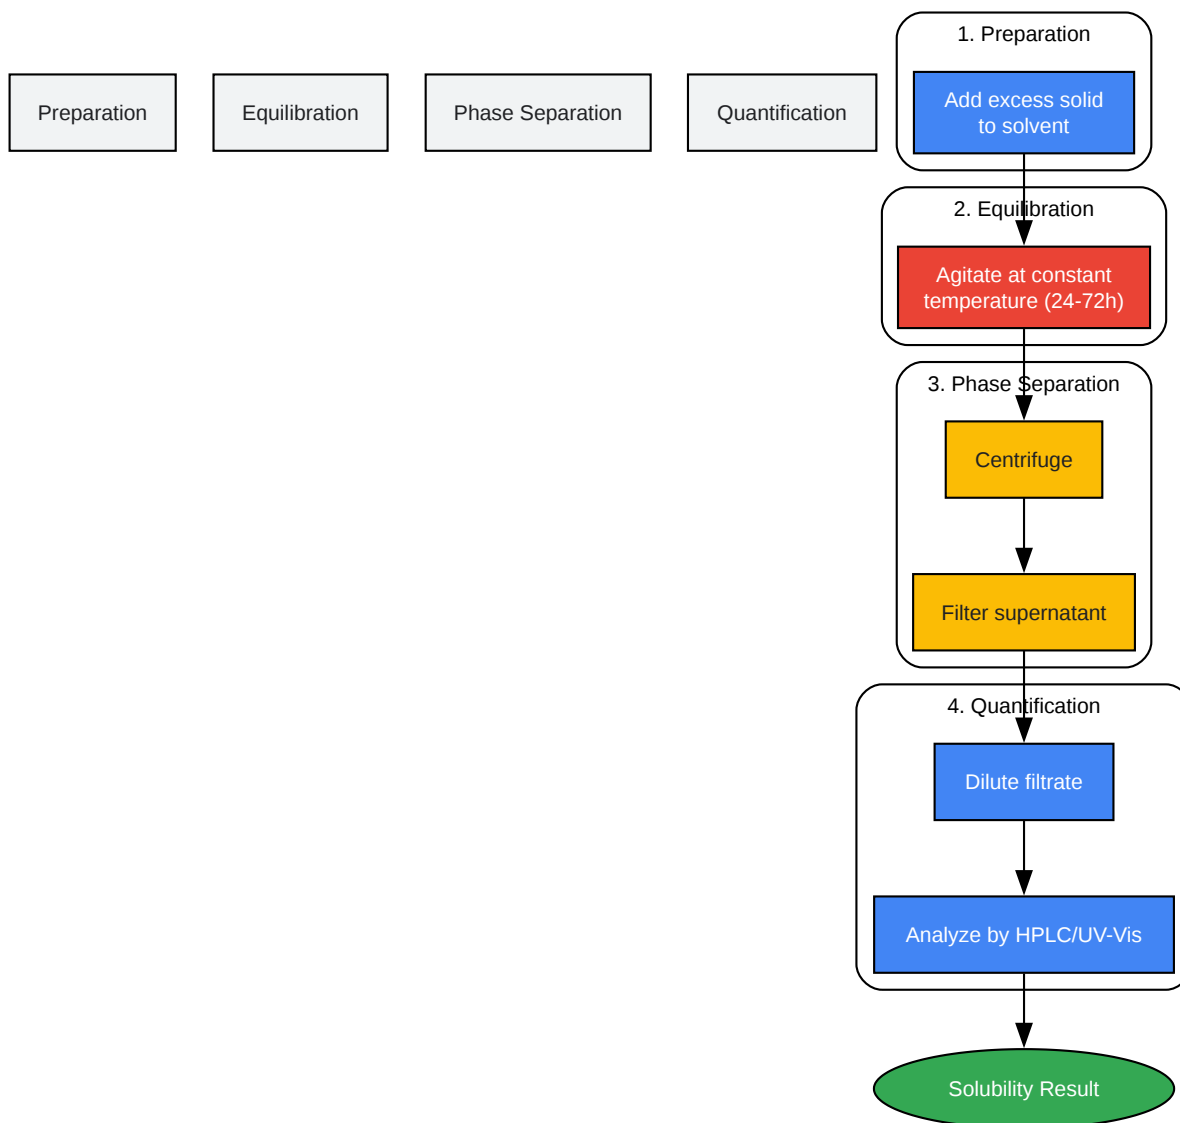 1. Preparation
Preparation
Equilibration
Phase Separation
Quantification
Add excess solid
to solvent
2. Equilibration
Agitate at constant
temperature (24-72h)
3. Phase Separation
Centrifuge
Filter supernatant
4. Quantification
Dilute filtrate
Analyze by HPLC/UV-Vis
Solubility Result